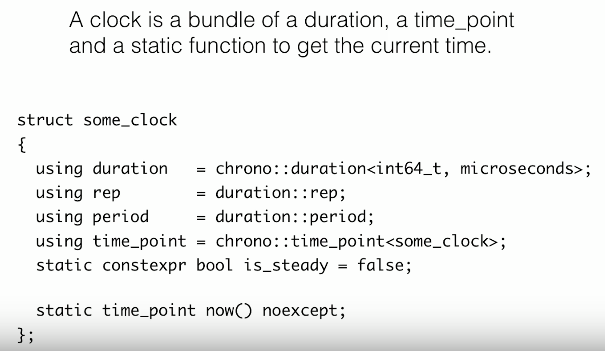 A clock is a bundle of a duration, a time_point
and a static function to get the current time.
struct some_clock
{
  using duration   = chrono::duration<int64_t, microseconds>;
  using rep        = duration::rep;
  using period     = duration::period;
  using time_point = chrono::time_point<some_clock>;
  static constexpr bool is_steady = false;
  static time_point now() noexcept;
};